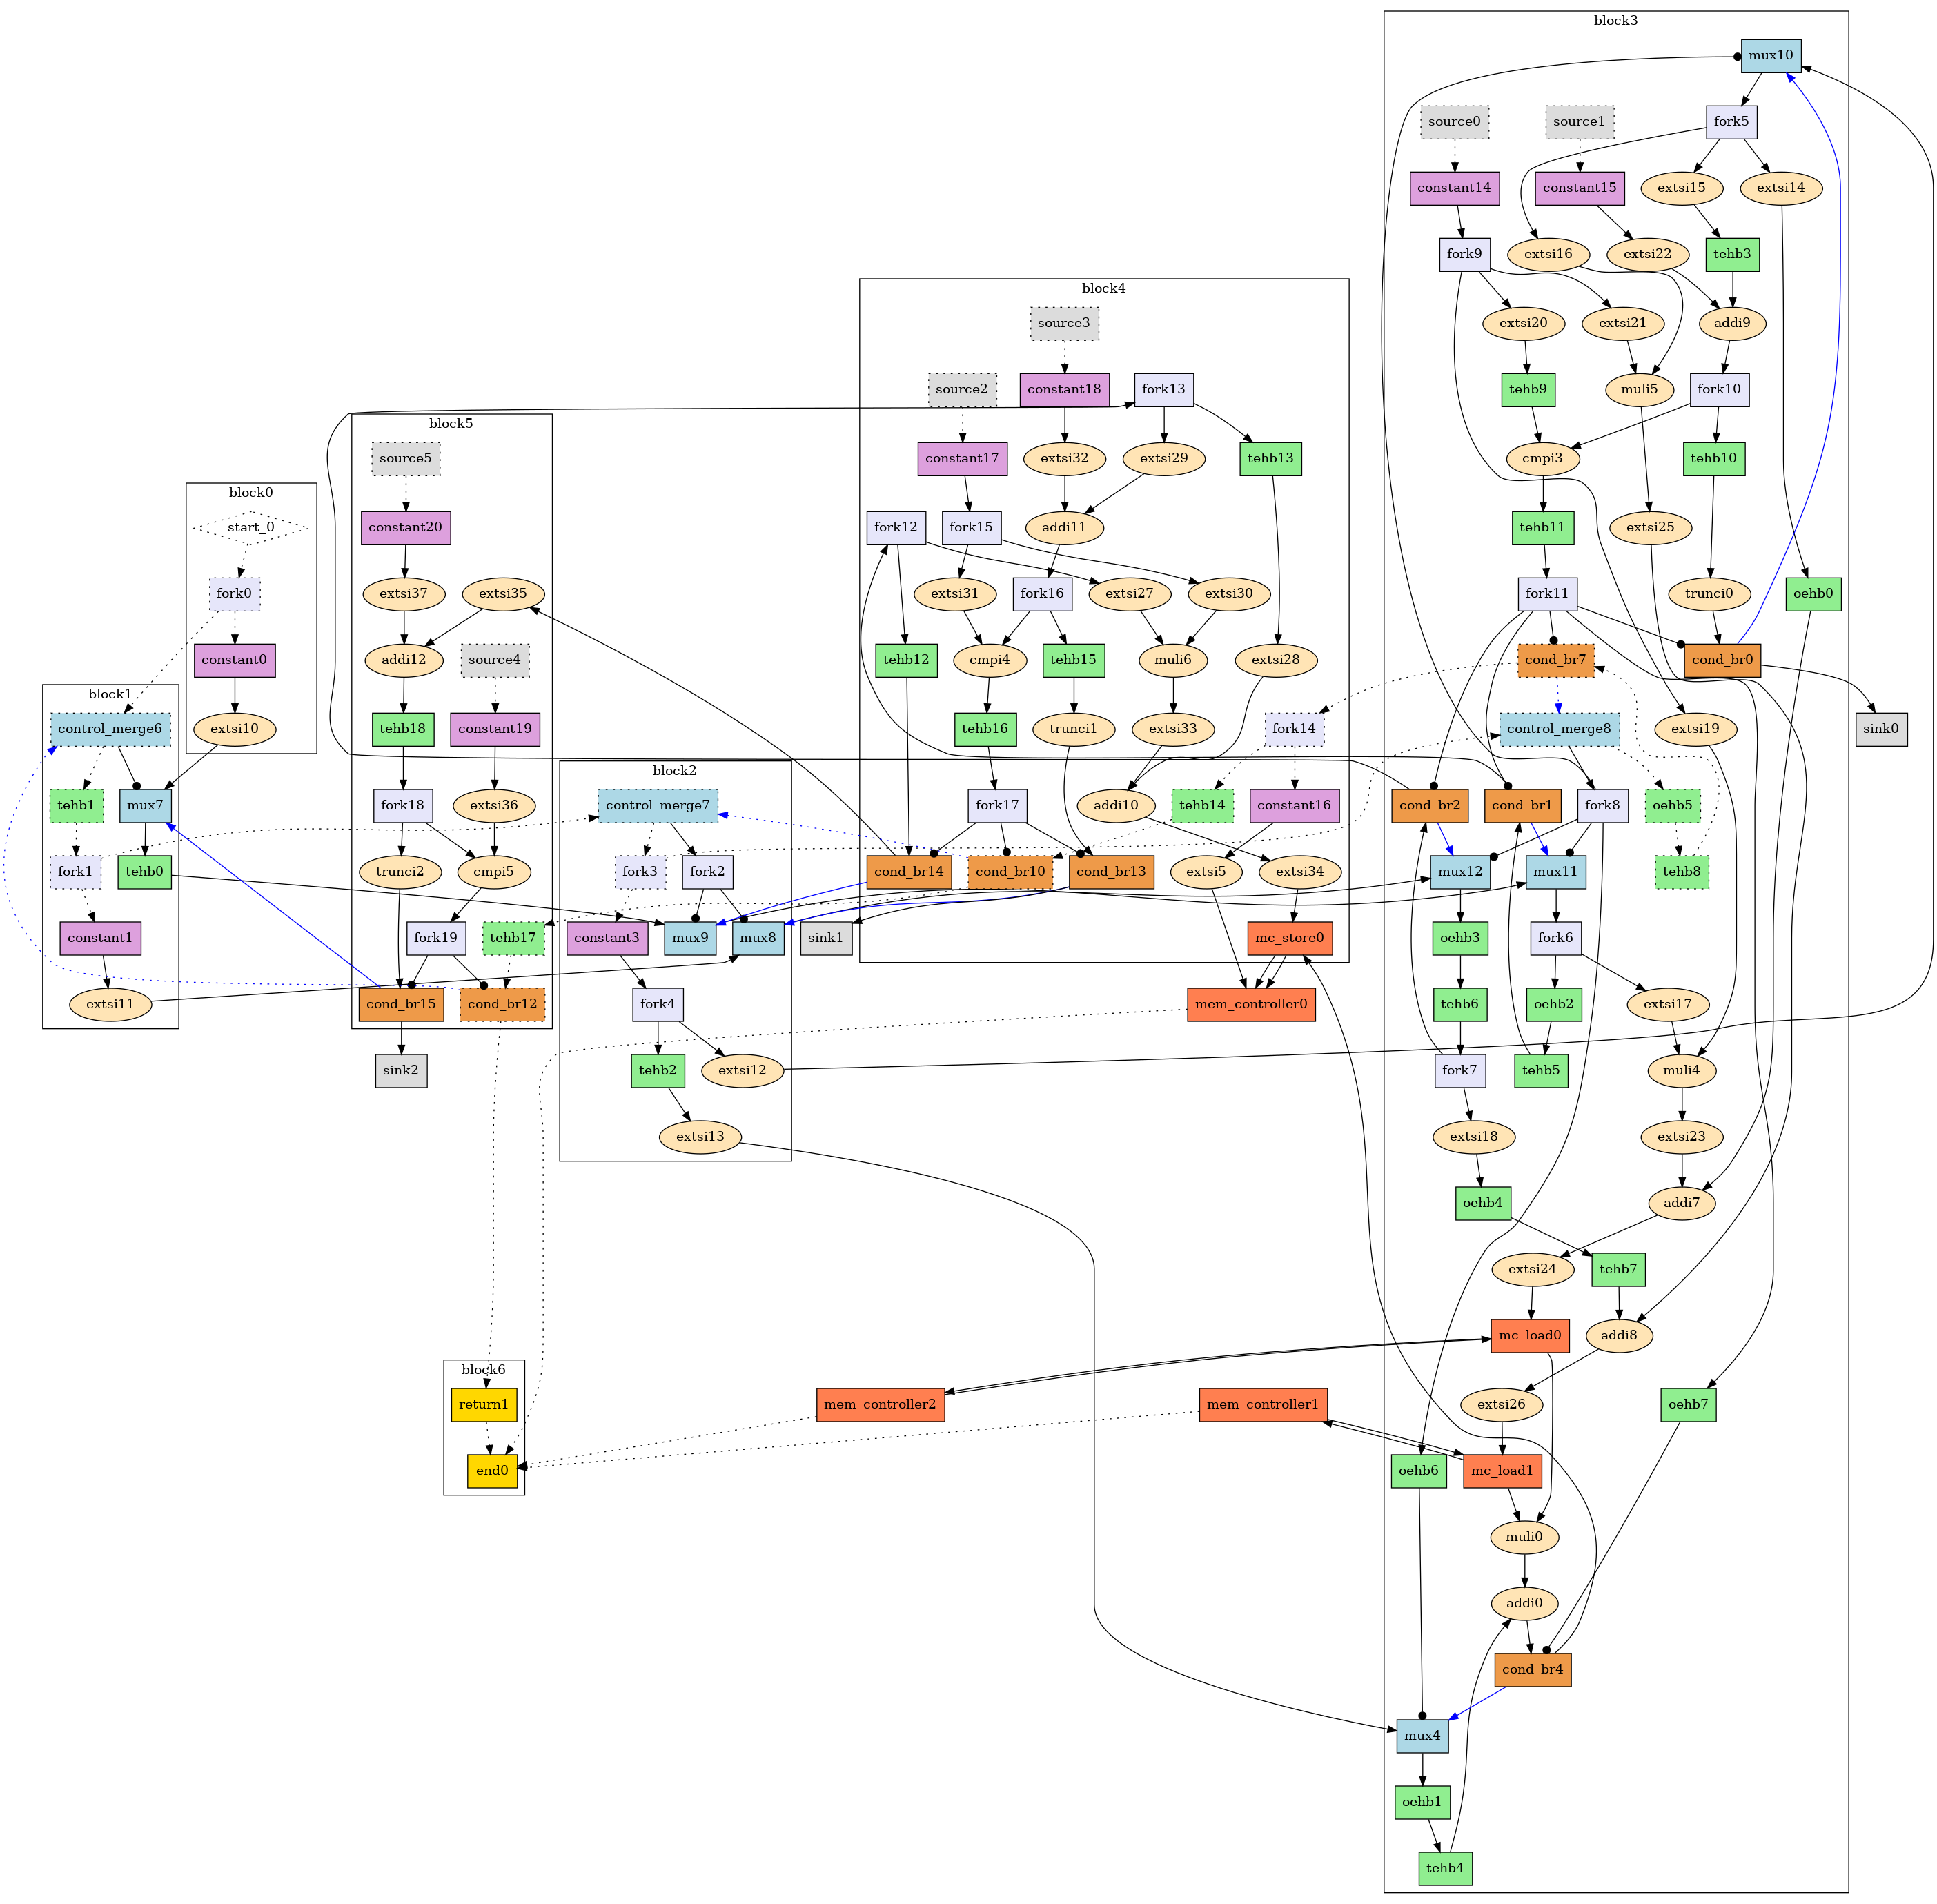 block3
mux10
source0
source1
fork5
constant14
constant15
extsi15
extsi14
fork9
extsi16
extsi22
tehb3
extsi20
extsi21
addi9
tehb9
muli5
fork10
cmpi3
tehb10
tehb11
extsi25
fork11
trunci0
oehb0
cond_br7
cond_br0
control_merge8
extsi19
sink0
cond_br2
cond_br1
fork8
oehb5
mux12
mux11
tehb8
oehb3
fork6
tehb6
oehb2
extsi17
fork7
tehb5
muli4
extsi18
extsi23
oehb4
addi7
extsi24
tehb7
mc_load0
addi8
extsi26
oehb7
oehb6
mc_load1
muli0
addi0
cond_br4
mux4
oehb1
tehb4
block4
source3
source2
constant18
fork13
constant17
extsi32
extsi29
tehb13
fork12
fork15
addi11
extsi31
fork16
extsi27
extsi30
tehb12
cmpi4
tehb15
muli6
extsi28
tehb16
trunci1
extsi33
fork14
fork17
addi10
tehb14
constant16
cond_br14
cond_br10
cond_br13
extsi5
extsi34
sink1
mc_store0
mem_controller0
block5
source5
constant20
extsi37
extsi35
addi12
source4
tehb18
constant19
fork18
extsi36
trunci2
cmpi5
fork19
tehb17
cond_br15
cond_br12
sink2
block0
start_0
fork0
constant0
extsi10
block1
control_merge6
tehb1
mux7
fork1
tehb0
constant1
extsi11
block2
control_merge7
fork3
fork2
constant3
mux9
mux8
fork4
tehb2
extsi12
extsi13
block6
return1
end0
mem_controller2
mem_controller1